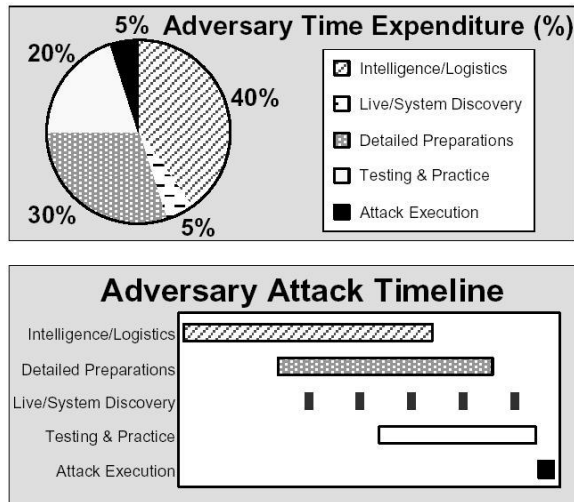 Adversary Time Expenditure (%)
5%
20%
40%
30%
5%
Intelligence/Logistics
Live/System Discovery
Detailed Preparations
Testing & Practice
Attack Execution
Adversary Attack Timeline
Intelligence/Logistics
Detailed Preparations
Live/System Discovery
Testing & Practice
Attack Execution